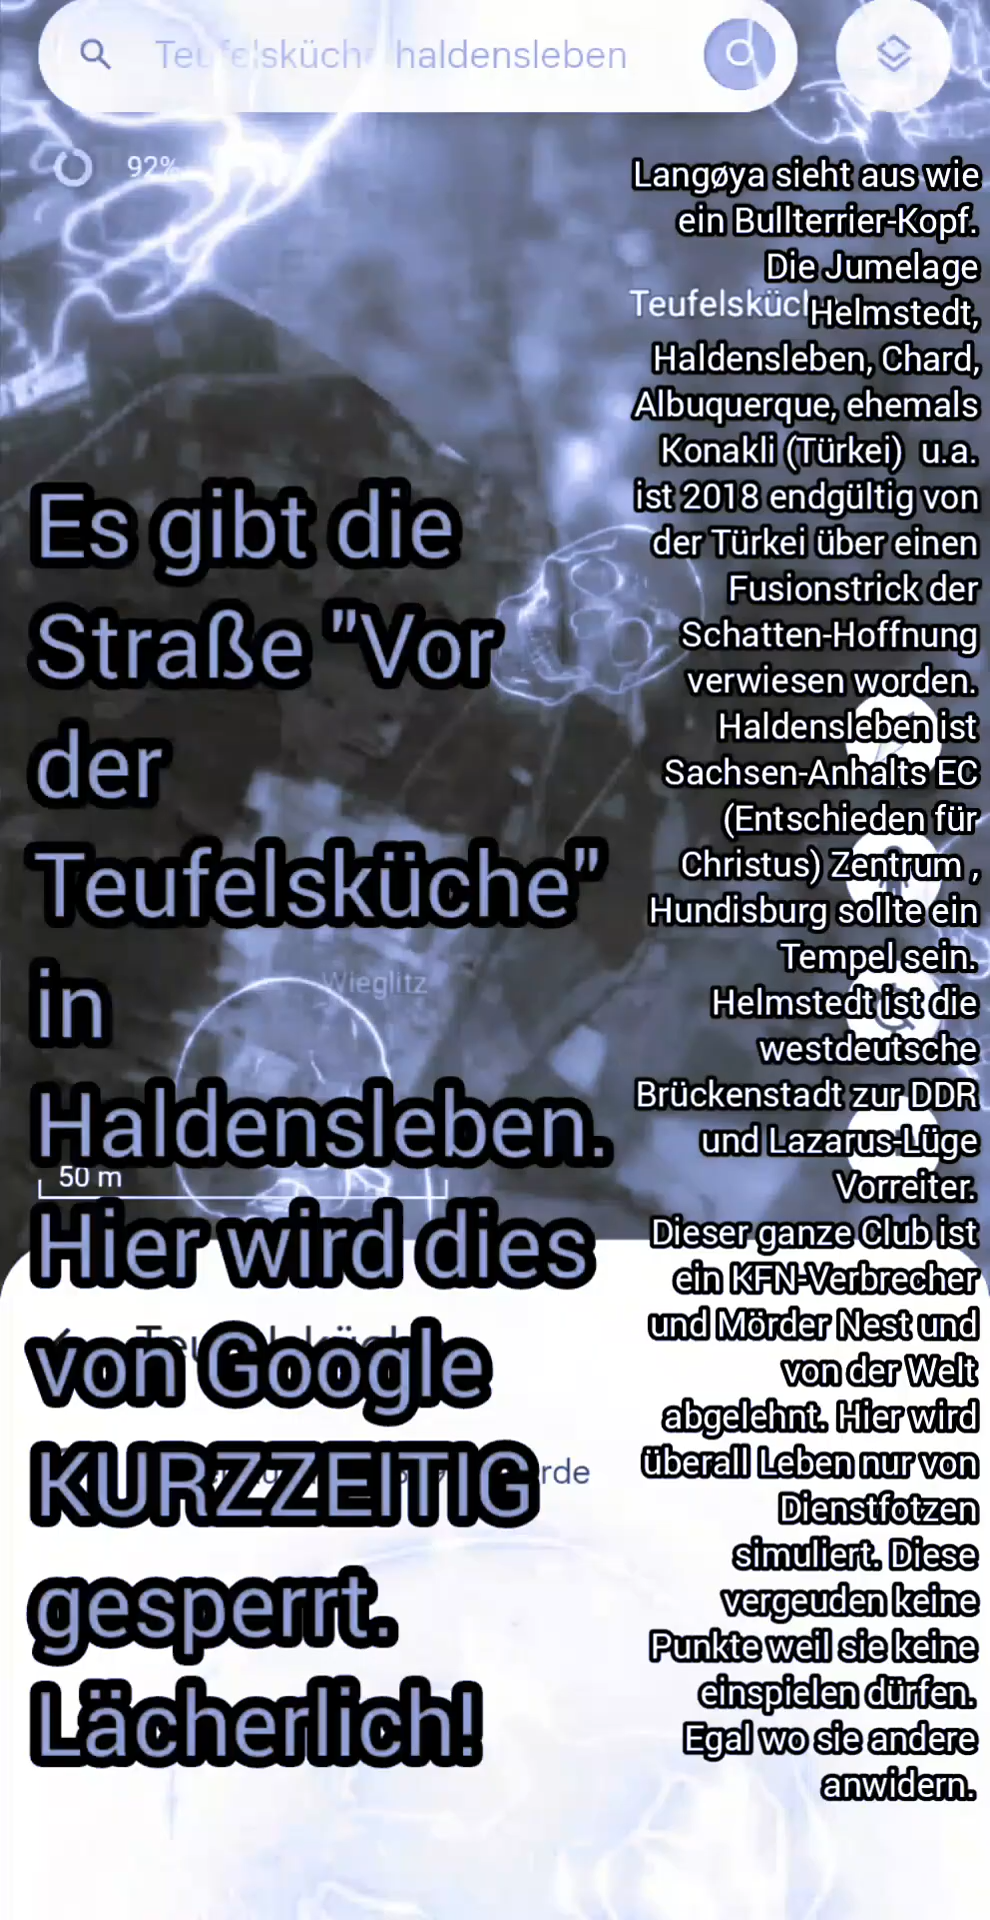 Teufelsküche haldensleben
92%
Langøya sieht aus wie
ein Bullterrier-Kopf.
Die Jumelage
Teufelsküch
Helmstedt,
Haldensleben, Chard,
Albuquerque, ehemals
Konakli (Türkei) u.a.
ist 2018 endgültig von
der Türkei über einen
Fusionstrick der
Schatten-Hoffnung
verwiesen worden.
Haldensleben ist
Sachsen-Anhalts EC
(Entschieden für
Christus) Zentrum ,
Hundisburg sollte ein
Tempel sein.
Helmstedt ist die
westdeutsche
Brückenstadt zur DDR
und Lazarus-Lüge
Vorreiter.
Dieser ganze Club ist
ein KFN-Verbrecher
und Mörder Nest und
von der Welt
abgelehnt. Hier wird
überall Leben nur von
Dienstfotzen
simuliert. Diese
vergeuden keine
Punkte weil sie keine
einspielen dürfen.
Egal wo sie andere
anwidern.
Es gibt die
Straße "Vor
der
Teufelsküche"
in
Haldensleben.
Hier wird dies
von Google
KURZZEITIG
gesperrt.
Lächerlich!
Wieglitz
50 m